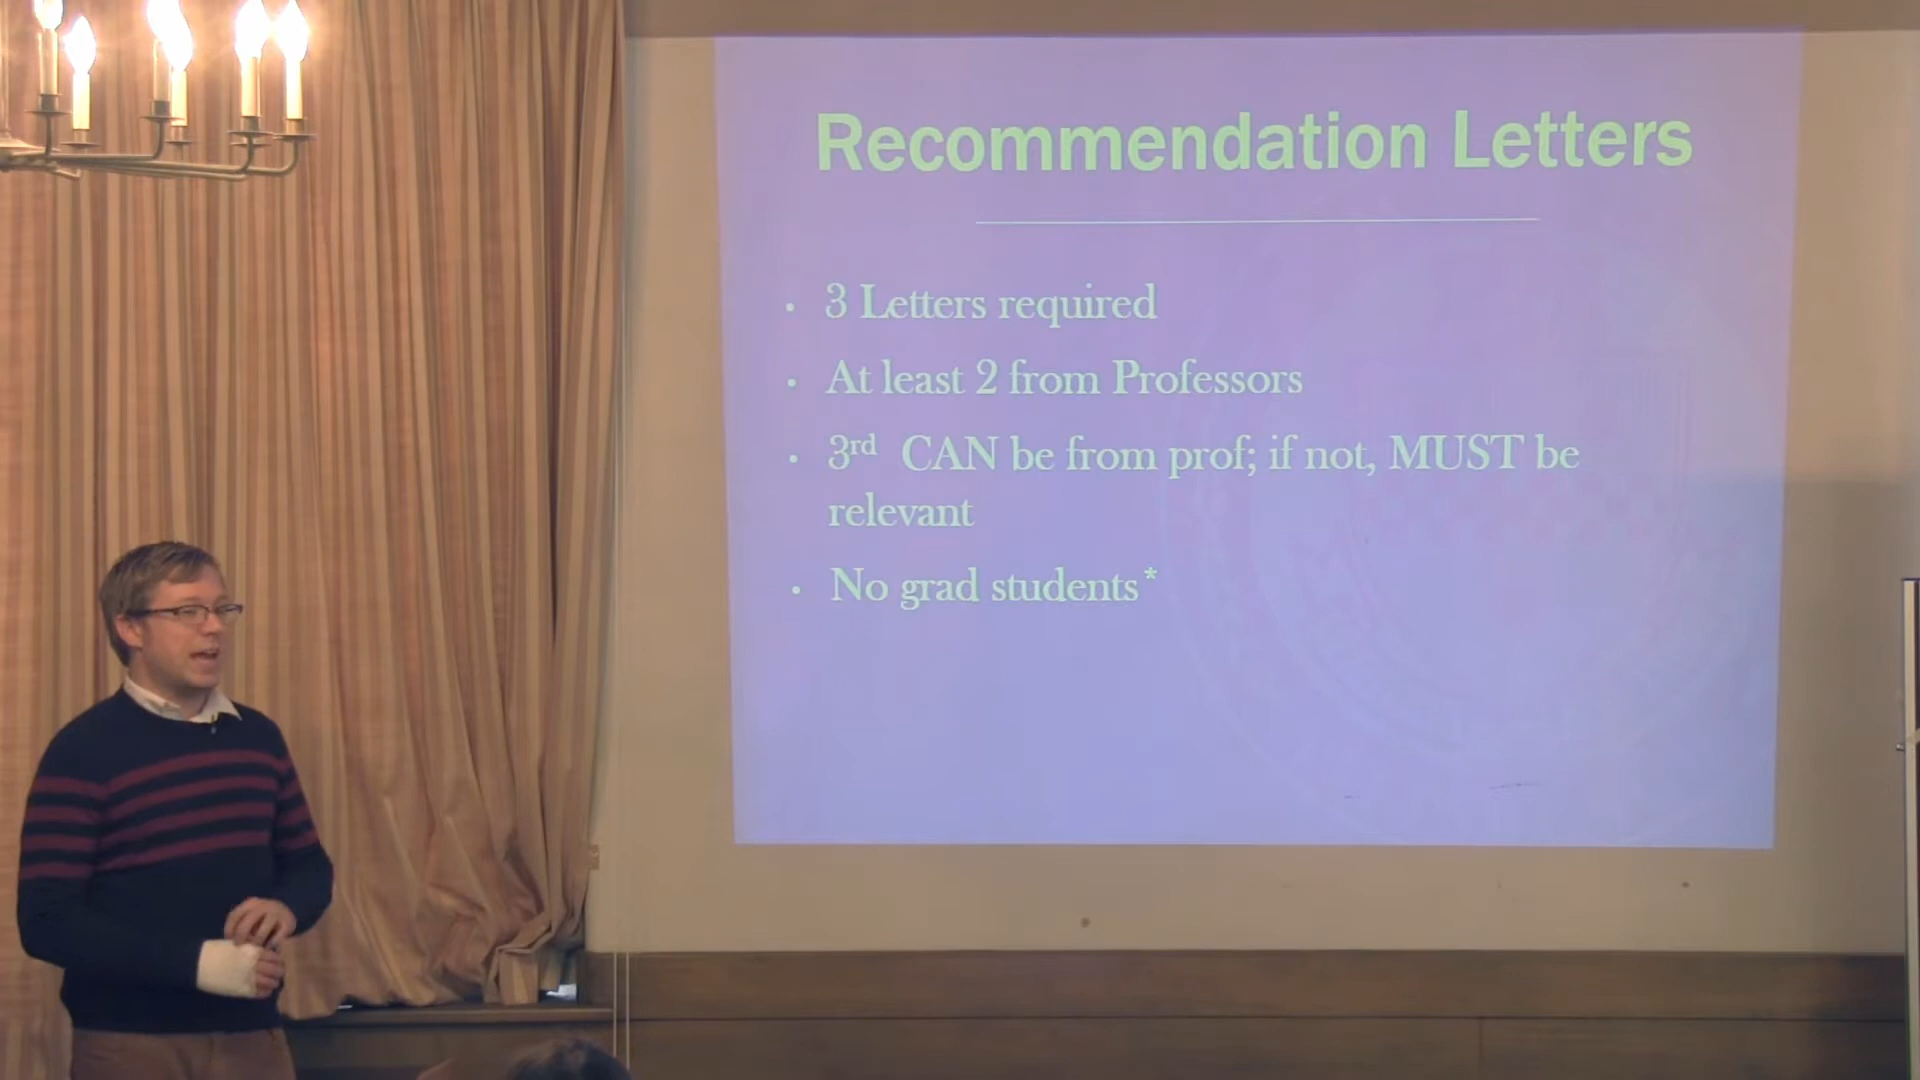 Recommendation Letters
• 3 Letters required
• At least 2 from Professors
• 3rd CAN be from prof; if not, MUST be
relevant
• No grad students*